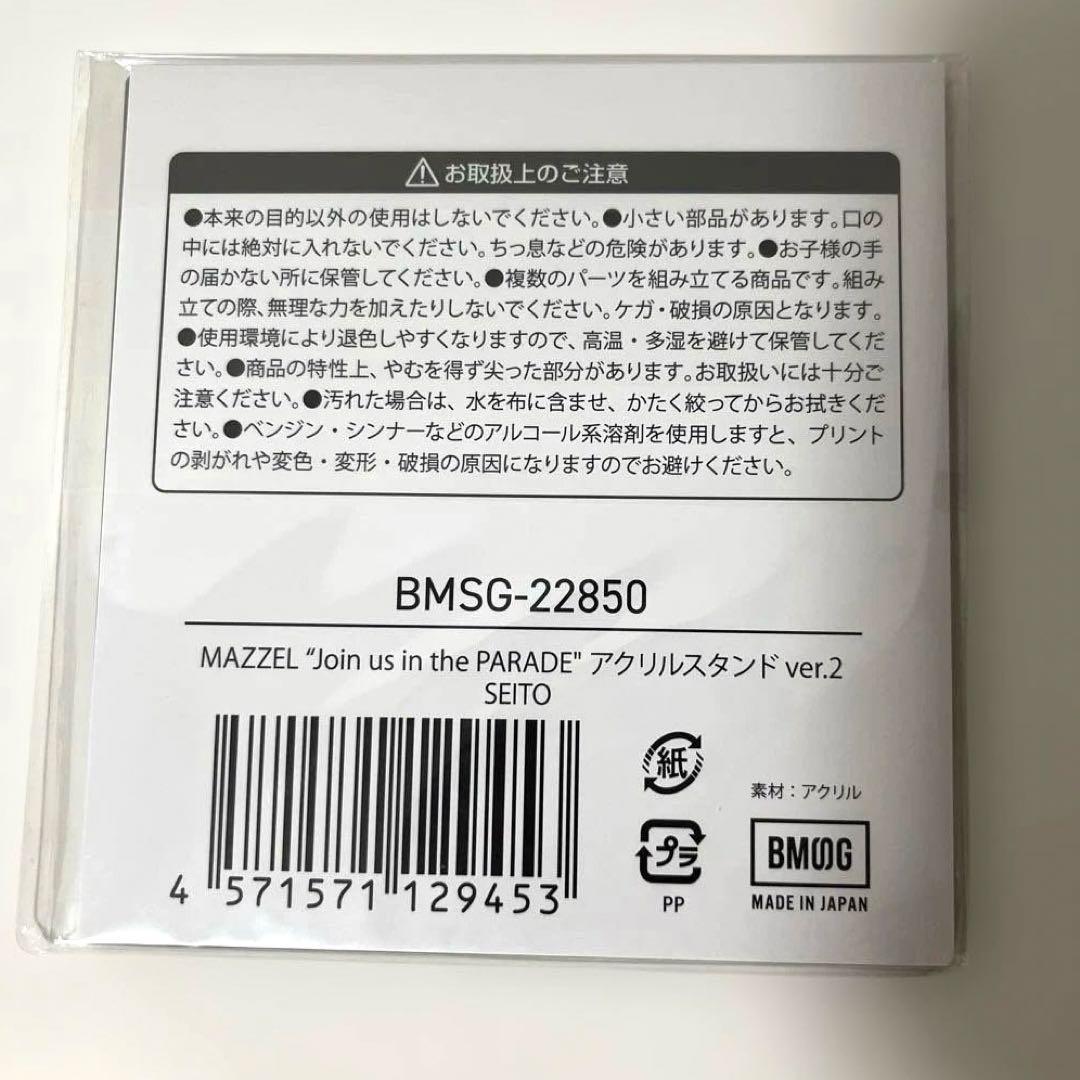 ⚠お取扱上のご注意
●本来の目的以外の使用はしないでください。●小さい部品があります。口の
中には絶対に入れないでください。ちっ息などの危険があります。●お子様の手
の届かない所に保管してください。●複数のパーツを組み立てる商品です。組み
立ての際、無理な力を加えたりしないでください。ケガ・破損の原因となります。
●使用環境により退色しやすくなりますので、高温・多湿を避けて保管してくだ
さい。●商品の特性上、やむを得ず尖った部分があります。お取扱いには十分ご
注意ください。●汚れた場合は、水を布に含ませ、かたく絞ってからお拭きくだ
さい。●ベンジン・シンナーなどのアルコール系溶剤を使用しますと、プリント
の剥がれや変色・変形・破損の原因になりますのでお避けください。
BMSG-22850
MAZZEL “Join us in the PARADE" アクリルスタンド ver.2
SEITO
4 571571 129453
紙
プラ
PP
素材：アクリル
BMSG
MADE IN JAPAN